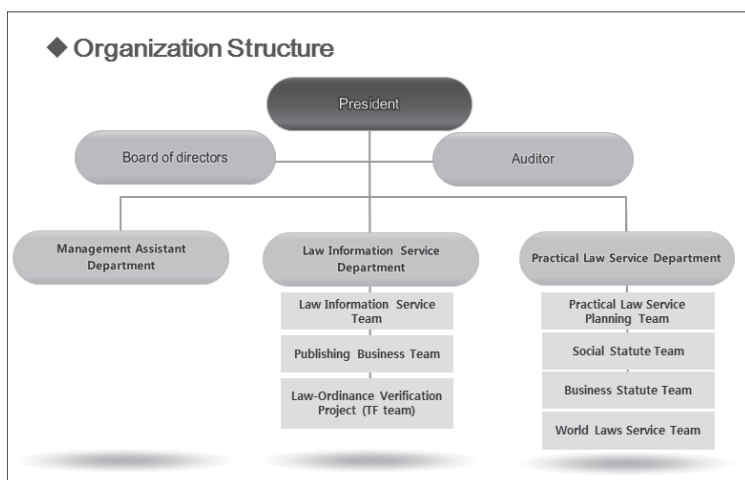 ◆ Organization Structure
President
Board of directors
Auditor
Management Assistant
Department
Law Information Service
Department
Law Information Service
Team
Publishing Business Team
Law-Ordinance Verification
Project (TF team)
Practical Law Service Department
Practical Law Service
Planning Team
Social Statute Team
Business Statute Team
World Laws Service Team